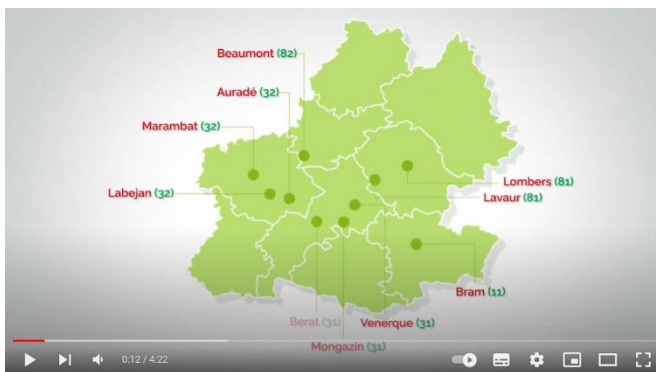 Beaumont (82)
Auradé (32)
Marambat (32)
Labejan (32)
Lombers (81)
Lavaur (81)
Bram (11)
Berat (31)
Venerque (31)
Mongazin (31)
0:12 / 4:22